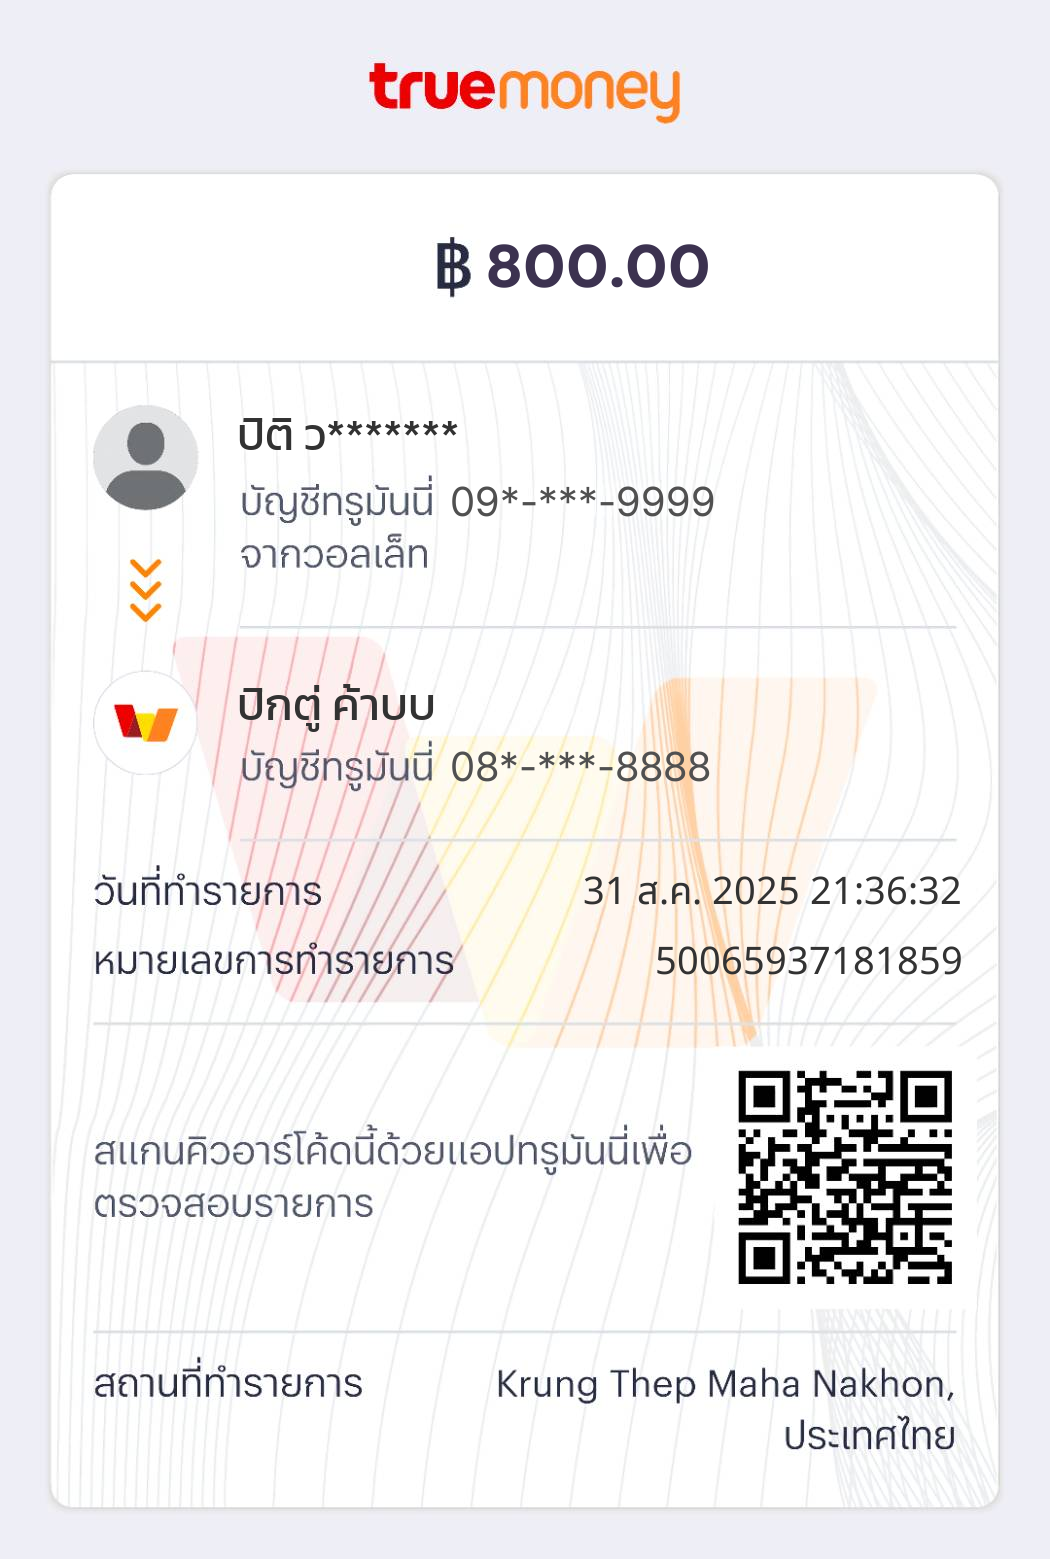 truemoney
฿ 800.00
ปิติ ว*******
บัญชีทรูมันนี่ 09*-***-9999
จากวอลเล็ท
ปิกตู่ ค้าบบ
บัญชีทรูมันนี่ 08*-***-8888
วันที่ทำรายการ 31 ส.ค. 2025 21:36:32
หมายเลขการทำรายการ 50065937181859
สแกนคิวอาร์โค้ดนี้ด้วยแอปทรูมันนี่เพื่อ
ตรวจสอบรายการ
สถานที่ทำรายการ Krung Thep Maha Nakhon,
ประเทศไทย